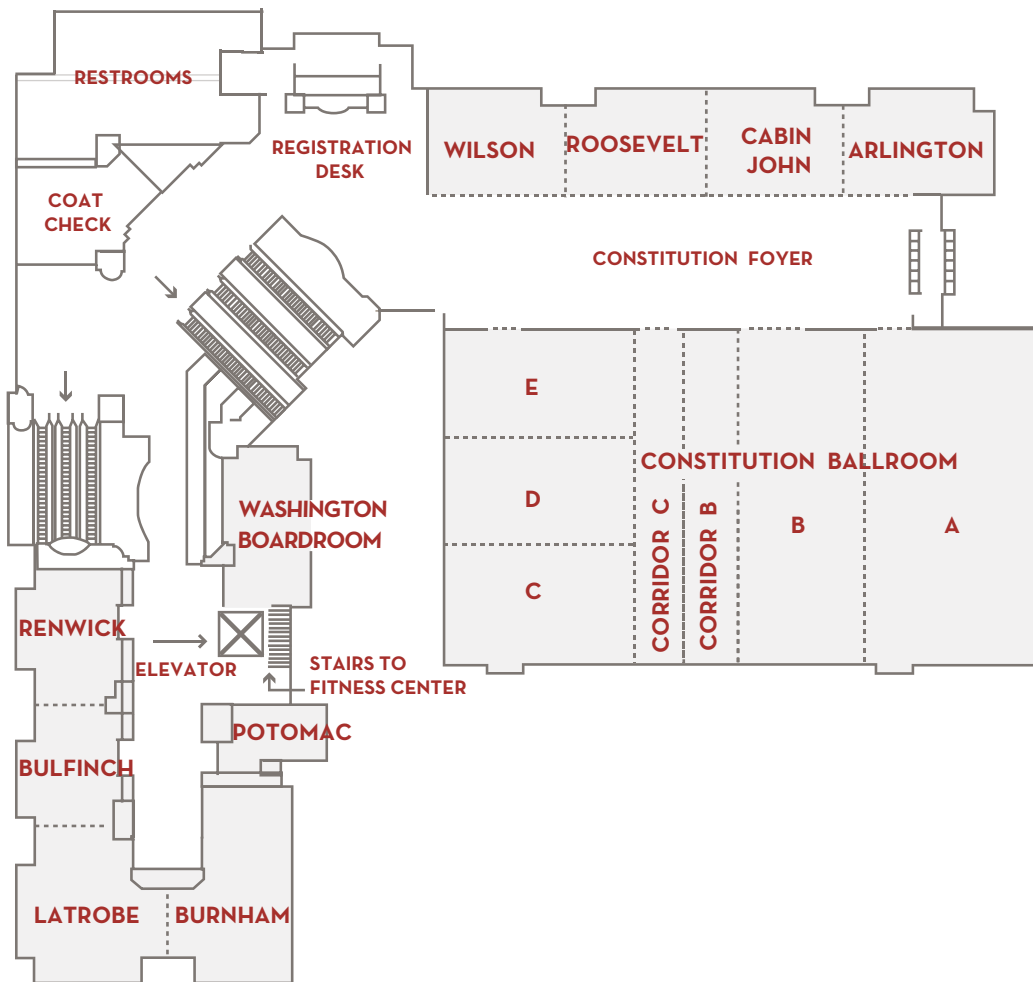 RESTROOMS
REGISTRATION
DESK
WILSON
ROOSEVELT
CABIN
JOHN
ARLINGTON
COAT
CHECK
CONSTITUTION FOYER
E
CONSTITUTION BALLROOM
D
C
CORRIDOR C
CORRIDOR B
B
A
WASHINGTON
BOARDROOM
RENWICK
ELEVATOR
STAIRS TO
FITNESS CENTER
POTOMAC
BULFINCH
LATROBE
BURNHAM